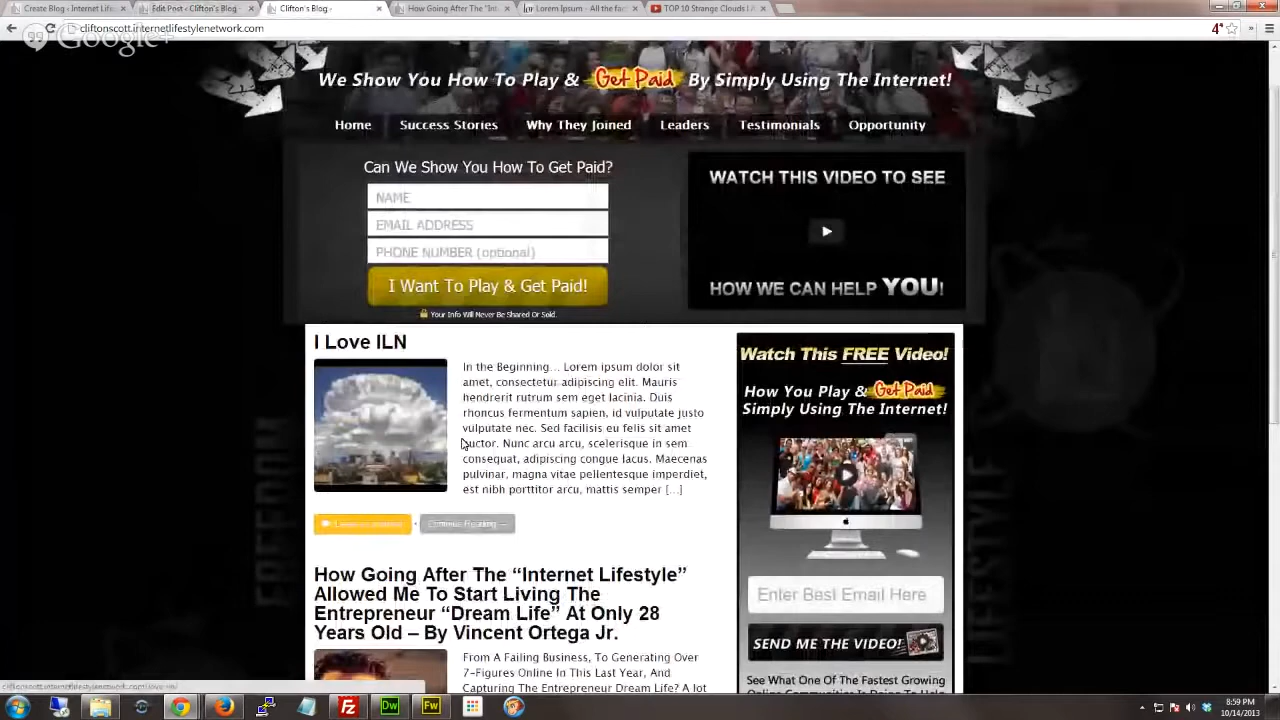 Create Blog - Internet Life
Edit Post ‹ Clifton's Blog -
Clifton's Blog -
How Going After The "Int
Lorem Ipsum - All the fac
TOP 10 Strange Clouds
cliftonscott.internetlifestylenetwork.com
Google+
We Show You How To Play & Get Paid By Simply Using The Internet!
Home Success Stories Why They Joined Leaders Testimonials Opportunity
Can We Show You How To Get Paid?
NAME
EMAIL ADDRESS
PHONE NUMBER (optional)
I Want To Play & Get Paid!
Your Info Will Never Be Shared Or Sold.
WATCH THIS VIDEO TO SEE
HOW WE CAN HELP YOU!
I Love ILN
In the Beginning… Lorem ipsum dolor sit
amet, consectetur adipiscing elit. Mauris
hendrerit rutrum sem eget lacinia. Duis
rhoncus fermentum sapien, id vulputate justo
vulputate nec. Sed facilisis eu felis sit amet
auctor. Nunc arcu arcu, scelerisque in sem
consequat, adipiscing congue lacus. Maecenas
pulvinar, magna vitae pellentesque imperdiet,
est nibh porttitor arcu, mattis semper […]
Continue Reading →
How Going After The “Internet Lifestyle”
Allowed Me To Start Living The
Entrepreneur “Dream Life” At Only 28
Years Old – By Vincent Ortega Jr.
From A Failing Business, To Generating Over
7-Figures Online In This Last Year, And
Capturing The Entrepreneur Dream Life? A lot
Watch This FREE Video!
How You Play & Get Paid
Simply Using The Internet!
Enter Best Email Here
SEND ME THE VIDEO!
See What One Of The Fastest Growing
Online Communities Is Doing To Help
FREEDOM
LIFESTYLE
8:59 PM
10/14/2013